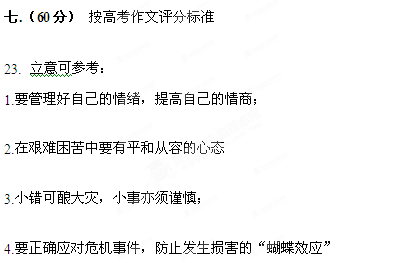 七.（60分） 按高考作文评分标准
23. 立意可参考：
1.要管理好自己的情绪，提高自己的情商；
2.在艰难困苦中要有平和从容的心态
3.小错可酿大灾，小事亦须谨慎；
4.要正确应对危机事件，防止发生损害的“蝴蝶效应”